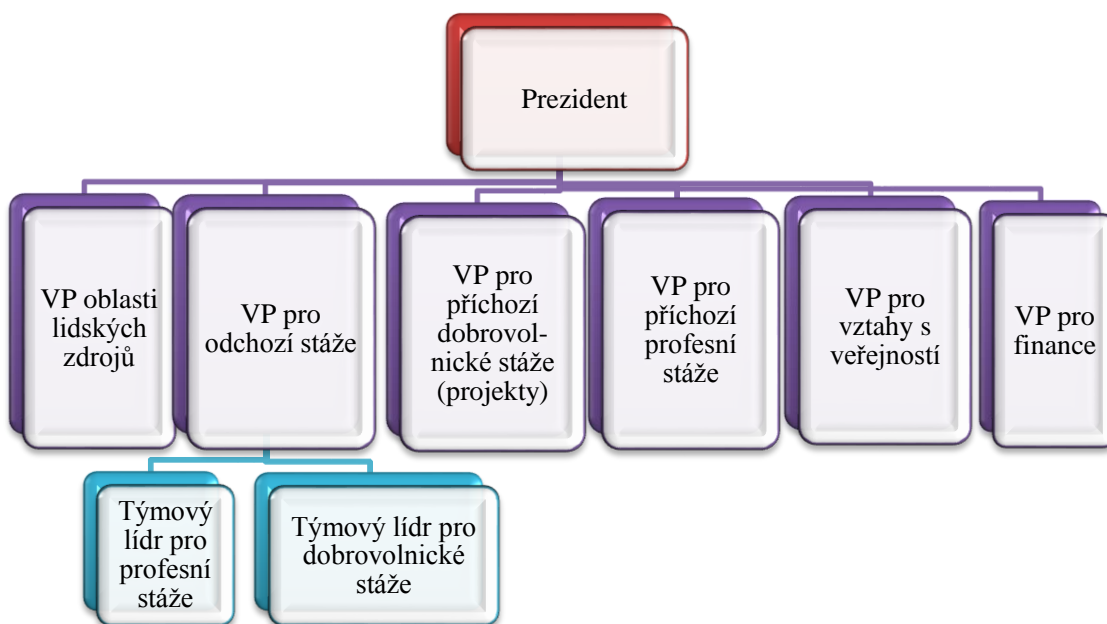 Prezident
VP oblasti
lidských
zdrojů
VP pro
odchozí stáže
VP pro
příchozí
dobrovol-
nické stáže
(projekty)
VP pro
příchozí
profesní
stáže
VP pro
vztahy s
veřejností
VP pro
finance
Týmový
lídr pro
profesní
stáže
Týmový lídr pro
dobrovolnické
stáže